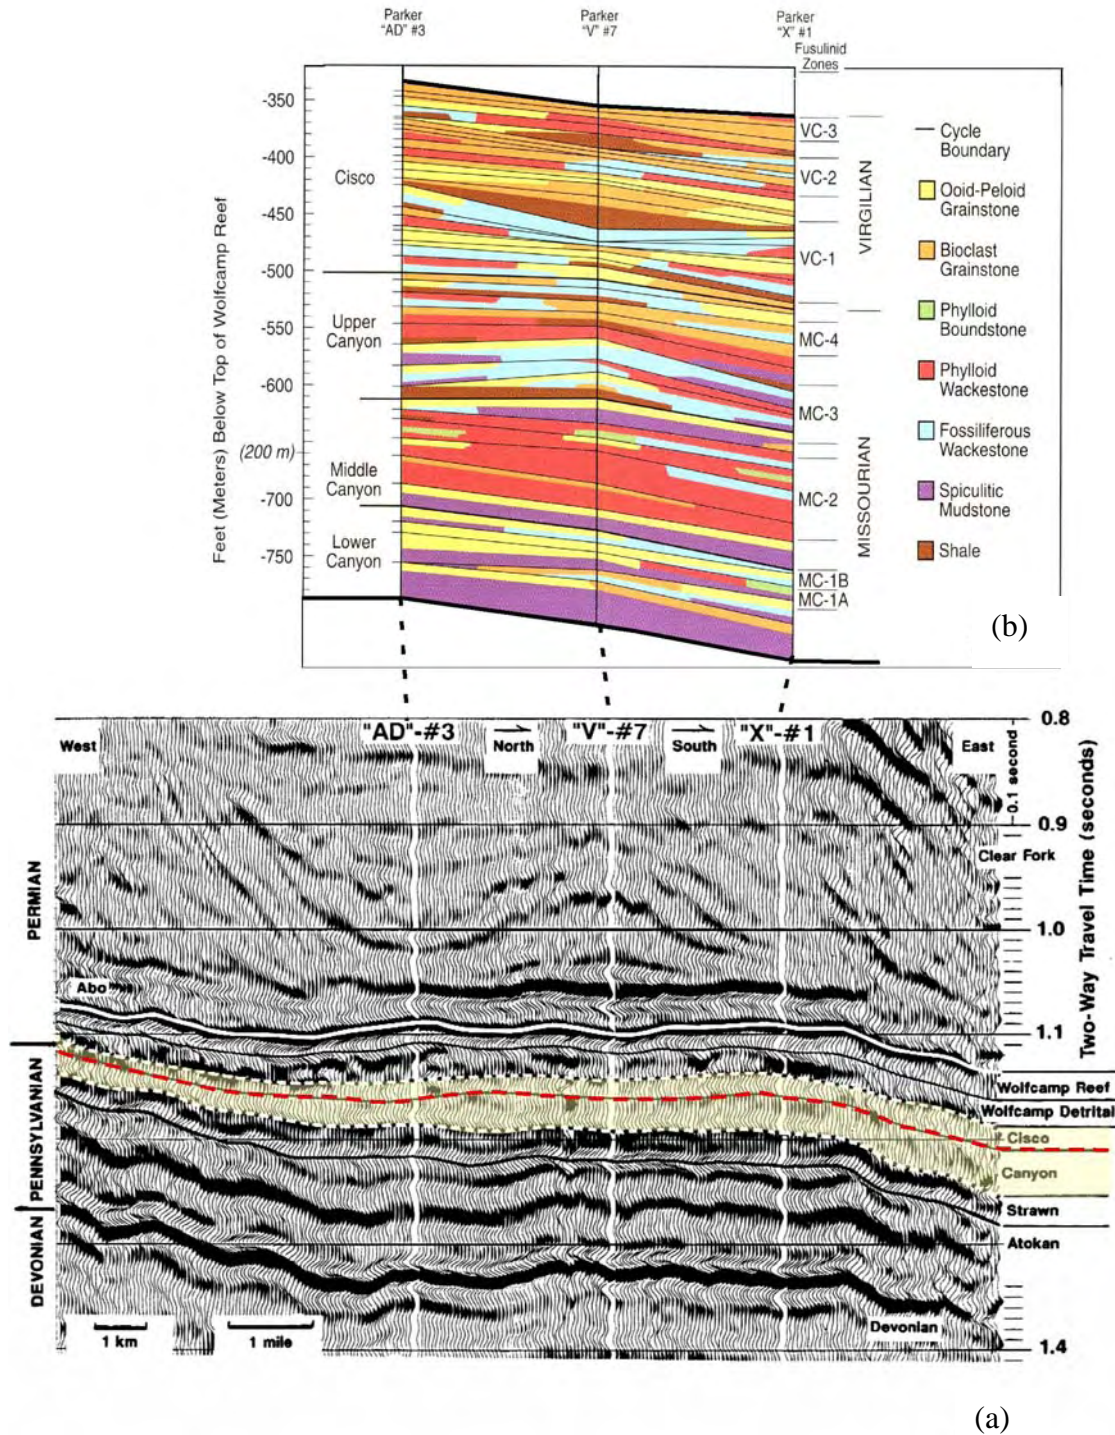 Parker
"AD" #3
Parker
"V" #7
Parker
"X" #1
Fusulinid
Zones
Feet (Meters) Below Top of Wolfcamp Reef
-350
-400
-450
-500
-550
-600
(200 m)
-700
-750
Cisco
Upper
Canyon
Middle
Canyon
Lower
Canyon
VC-3
VC-2
VC-1
MC-4
MC-3
MC-2
MC-1B
MC-1A
VIRGILIAN
MISSOURIAN
Cycle
Boundary
Ooid-Peloid
Grainstone
Bioclast
Grainstone
Phylloid
Boundstone
Phylloid
Wackestone
Fossiliferous
Wackestone
Spiculitic
Mudstone
Shale
(b)
West
"AD"-#3
North
"V"-#7
South
"X"-#1
East
0.1 second
0.8
0.9
1.0
1.1
1.4
Two-Way Travel Time (seconds)
Clear Fork
PERMIAN
Abo
PENNSYLVANIAN
DEVONIAN
Wolfcamp Reef
Wolfcamp Detrital
Cisco
Canyon
Strawn
Atokan
Devonian
1 km
1 mile
(a)